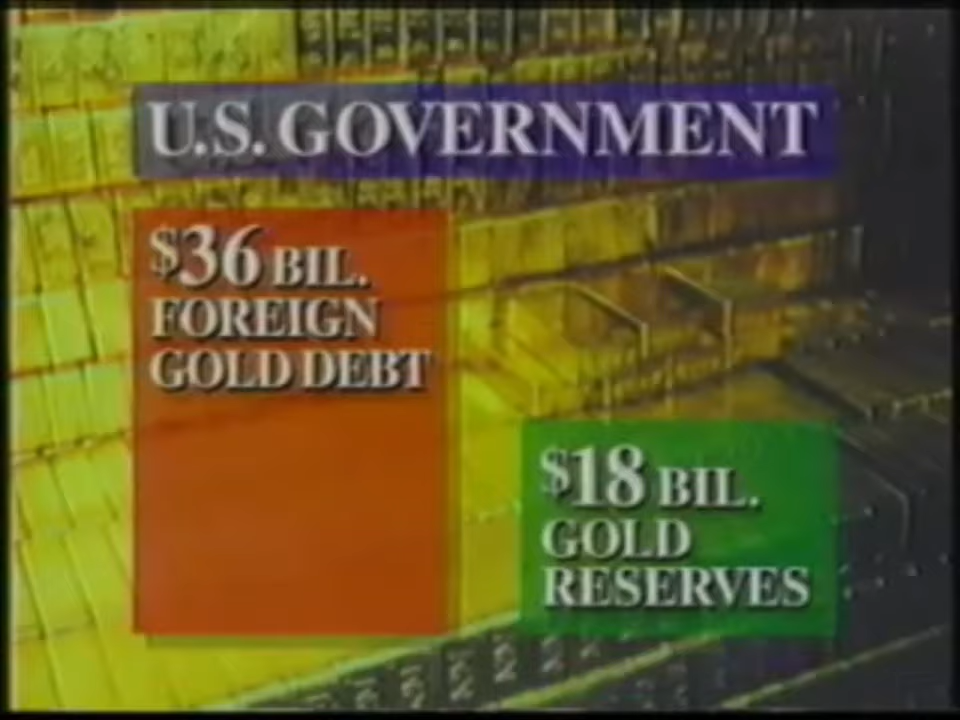 U.S. GOVERNMENT
$36 BIL.
FOREIGN
GOLD DEBT
$18 BIL.
GOLD
RESERVES